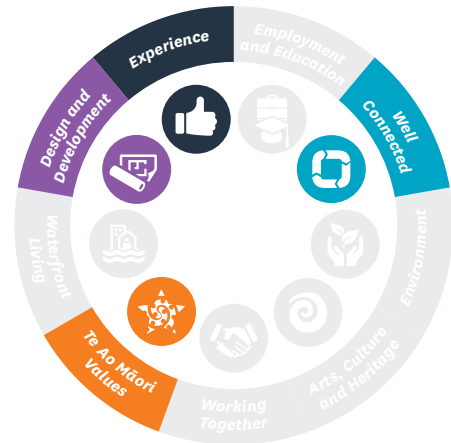 Experience
Employment
and Education
Well
Connected
Environment
Arts, Culture
and Heritage
Working
Together
Te Ao Māori
Values
Waterfront
Living
Design and
Development